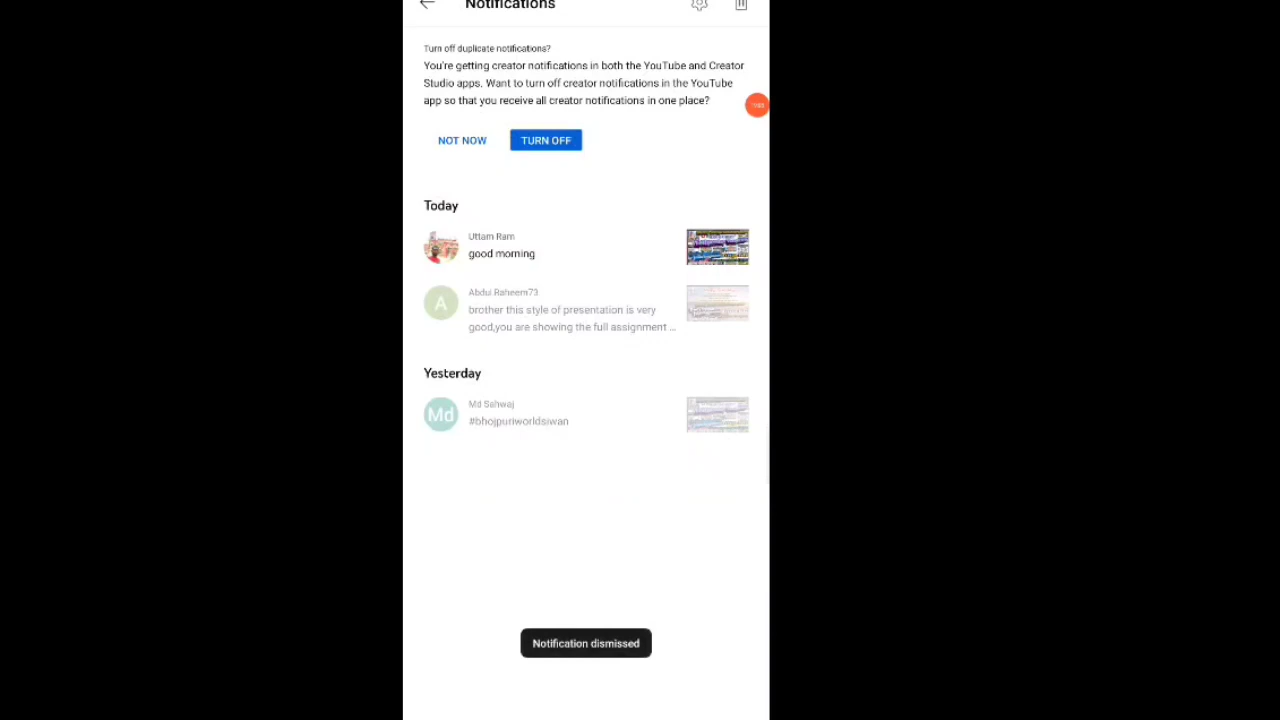 Notifications
Turn off duplicate notifications?
You're getting creator notifications in both the YouTube and Creator
Studio apps. Want to turn off creator notifications in the YouTube
app so that you receive all creator notifications in one place?
NOT NOW
TURN OFF
Today
Uttam Ram
good morning
A
Abdul Raheem73
brother this style of presentation is very
good,you are showing the full assignment ...
Yesterday
Md
Md Sahwaj
#bhojpuriworldsiwan
Notification dismissed